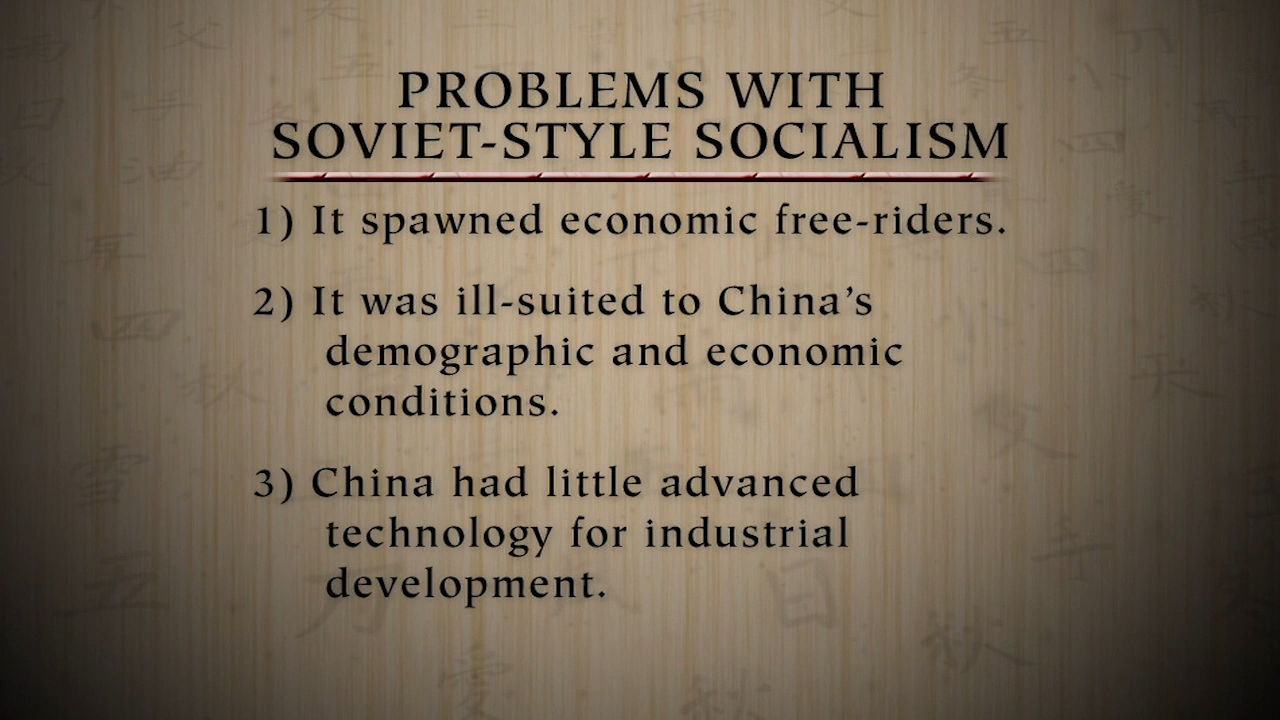 PROBLEMS WITH
SOVIET-STYLE SOCIALISM
1) It spawned economic free-riders.
2) It was ill-suited to China's
demographic and economic
conditions.
3) China had little advanced
technology for industrial
development.